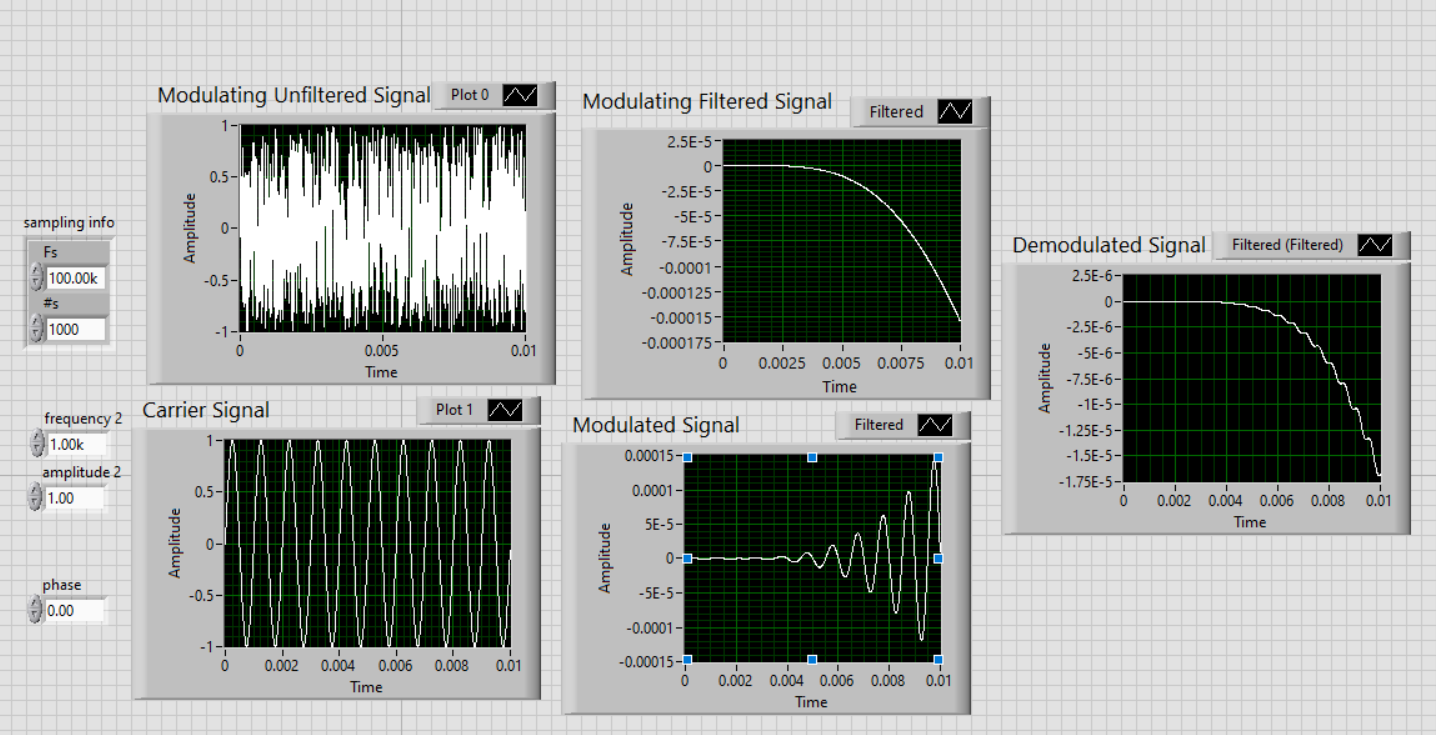 Modulating Unfiltered Signal
Plot 0
1
0.5
0
-0.5
-1
Amplitude
0
0.005
0.01
Time
Modulating Filtered Signal
Filtered
2.5E-5
0
-2.5E-5
-5E-5
-7.5E-5
-0.0001
-0.000125
-0.00015
-0.000175
Amplitude
0
0.0025
0.005
0.0075
0.01
Time
sampling info
Fs
100.00k
#s
1000
Demodulated Signal
Filtered (Filtered)
2.5E-6
0
-2.5E-6
-5E-6
-7.5E-6
-1E-5
-1.25E-5
-1.5E-5
-1.75E-5
Amplitude
0
0.002
0.004
0.006
0.008
0.01
Time
frequency 2
1.00k
amplitude 2
1.00
phase
0.00
Carrier Signal
Plot 1
1
0.5
0
-0.5
-1
Amplitude
0
0.002
0.004
0.006
0.008
0.01
Time
Modulated Signal
Filtered
0.00015
0.0001
5E-5
0
-5E-5
-0.0001
-0.00015
Amplitude
0
0.002
0.004
0.006
0.008
0.01
Time